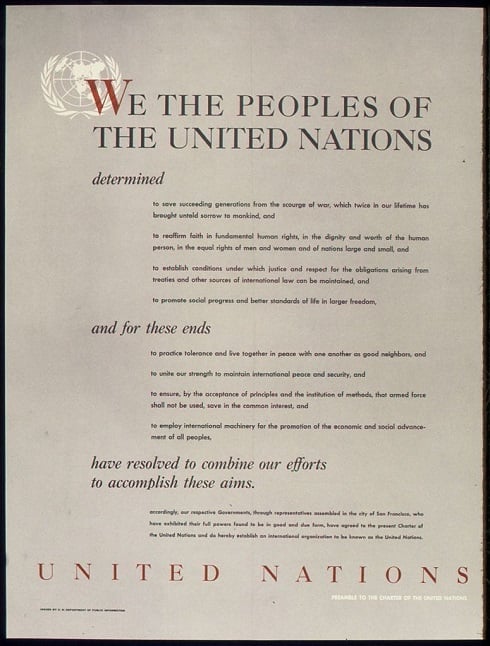 WE THE PEOPLES OF
THE UNITED NATIONS
determined
to save succeeding generations from the scourge of war, which twice in our lifetime has
brought untold sorrow to mankind, and
to reaffirm faith in fundamental human rights, in the dignity and worth of the human
person, in the equal rights of men and women and of nations large and small, and
to establish conditions under which justice and respect for the obligations arising from
treaties and other sources of international law can be maintained, and
to promote social progress and better standards of life in larger freedom,
and for these ends
to practice tolerance and live together in peace with one another as good neighbors, and
to unite our strength to maintain international peace and security, and
to ensure, by the acceptance of principles and the institution of methods, that armed force
shall not be used, save in the common interest, and
to employ international machinery for the promotion of the economic and social advance-
ment of all peoples,
have resolved to combine our efforts
to accomplish these aims.
accordingly, our respective Governments, through representatives assembled in the city of San Francisco, who
have exhibited their full powers found to be in good and due form, have agreed to the present Charter of
the United Nations and do hereby establish an international organization to be known as the United Nations.
UNITED NATIONS
PREAMBLE TO THE CHARTER OF THE UNITED NATIONS
ISSUED BY U. N. DEPARTMENT OF PUBLIC INFORMATION